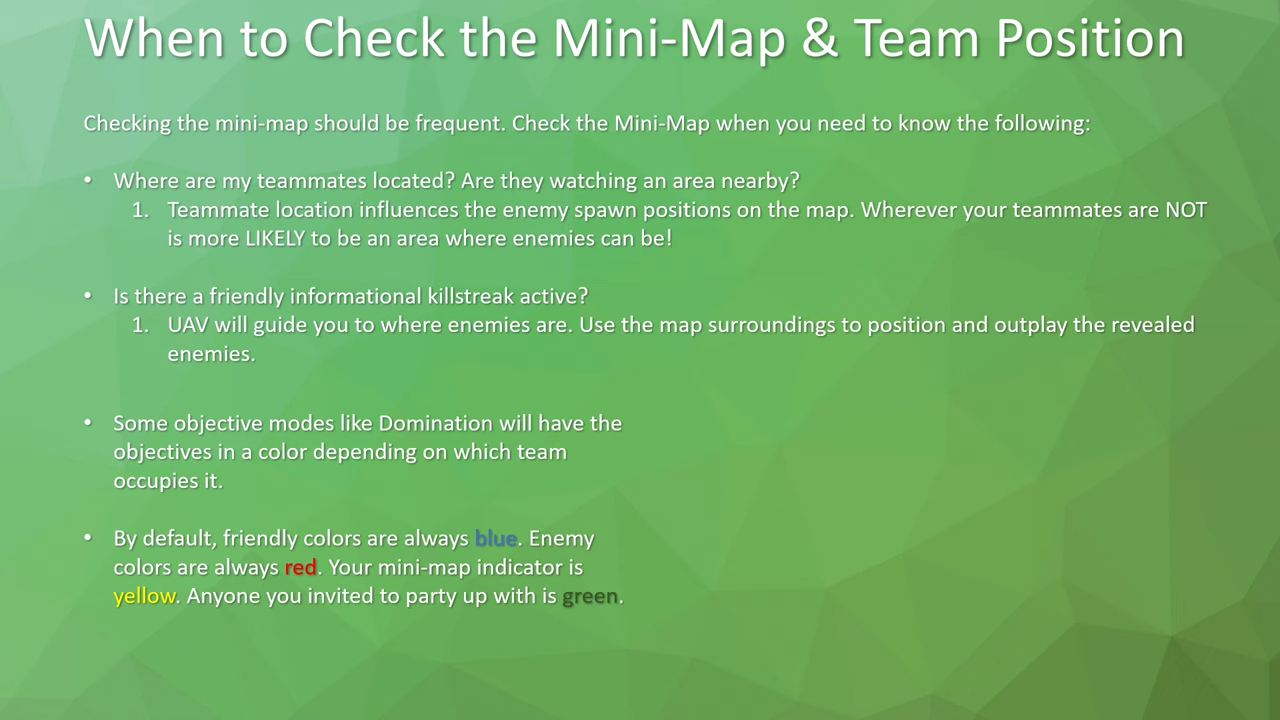 When to Check the Mini-Map & Team Position
Checking the mini-map should be frequent. Check the Mini-Map when you need to know the following:
• Where are my teammates located? Are they watching an area nearby?
1. Teammate location influences the enemy spawn positions on the map. Wherever your teammates are NOT
is more LIKELY to be an area where enemies can be!
• Is there a friendly informational killstreak active?
1. UAV will guide you to where enemies are. Use the map surroundings to position and outplay the revealed
enemies.
• Some objective modes like Domination will have the
objectives in a color depending on which team
occupies it.
• By default, friendly colors are always blue. Enemy
colors are always red. Your mini-map indicator is
yellow. Anyone you invited to party up with is green.